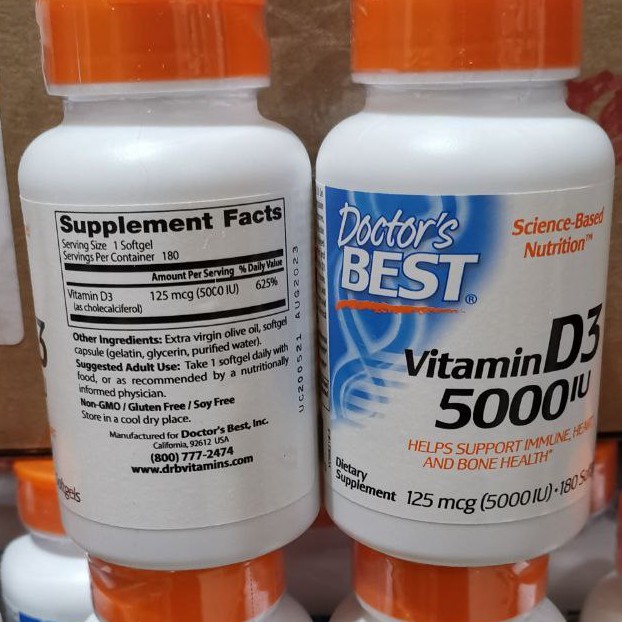 Supplement Facts
Serving Size 1 Softgel
Servings Per Container 180
Amount Per Serving % Daily Value
Vitamin D3 125 mcg (5000 IU) 625%
(as cholecalciferol)
Other Ingredients: Extra virgin olive oil, softgel
capsule (gelatin, glycerin, purified water).
Suggested Adult Use: Take 1 softgel daily with
food, or as recommended by a nutritionally
informed physician.
Non-GMO / Gluten Free / Soy Free
Store in a cool dry place.
Manufactured for Doctor's Best, Inc.
California, 92612 USA
(800) 777-2474
www.drbvitamins.com
UC200521 AUG2023
Doctor's
BEST®
Science-Based
Nutrition™
Vitamin D3
5000 IU
HELPS SUPPORT IMMUNE, HEART
AND BONE HEALTH*
Dietary
Supplement
125 mcg (5000 IU) • 180